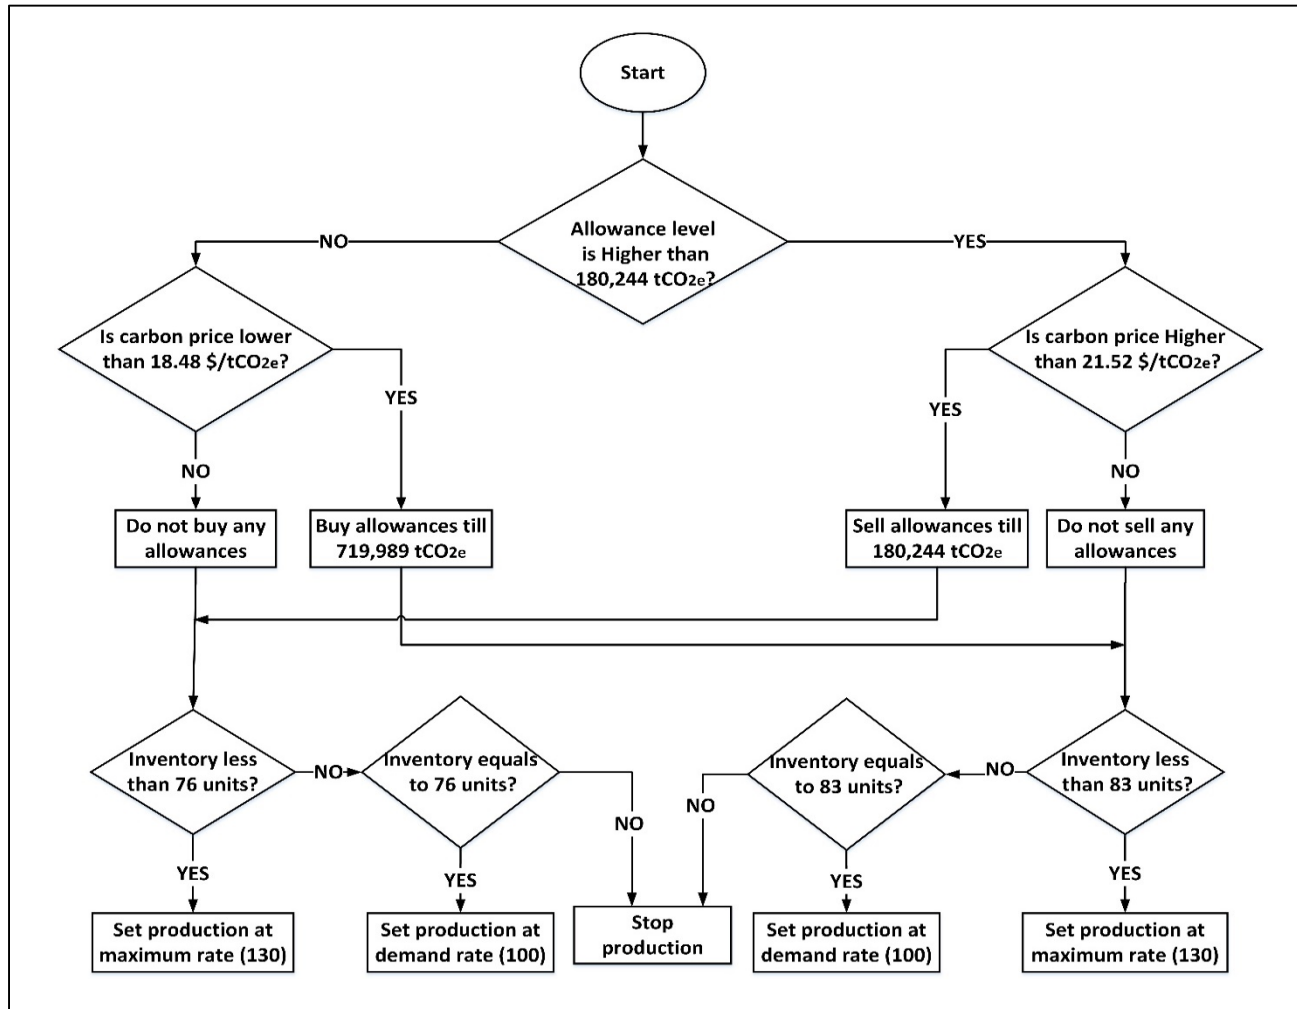 Start
Allowance level
is Higher than
180,244 tCO2e?
NO
YES
Is carbon price lower
than 18.48 $/tCO2e?
Is carbon price Higher
than 21.52 $/tCO2e?
YES
YES
NO
NO
Do not buy any
allowances
Buy allowances till
719,989 tCO2e
Sell allowances till
180,244 tCO2e
Do not sell any
allowances
Inventory less
than 76 units?
NO
Inventory equals
to 76 units?
Inventory equals
to 83 units?
NO
Inventory less
than 83 units?
NO
NO
YES
YES
YES
YES
Set production at
maximum rate (130)
Set production at
demand rate (100)
Stop
production
Set production at
demand rate (100)
Set production at
maximum rate (130)